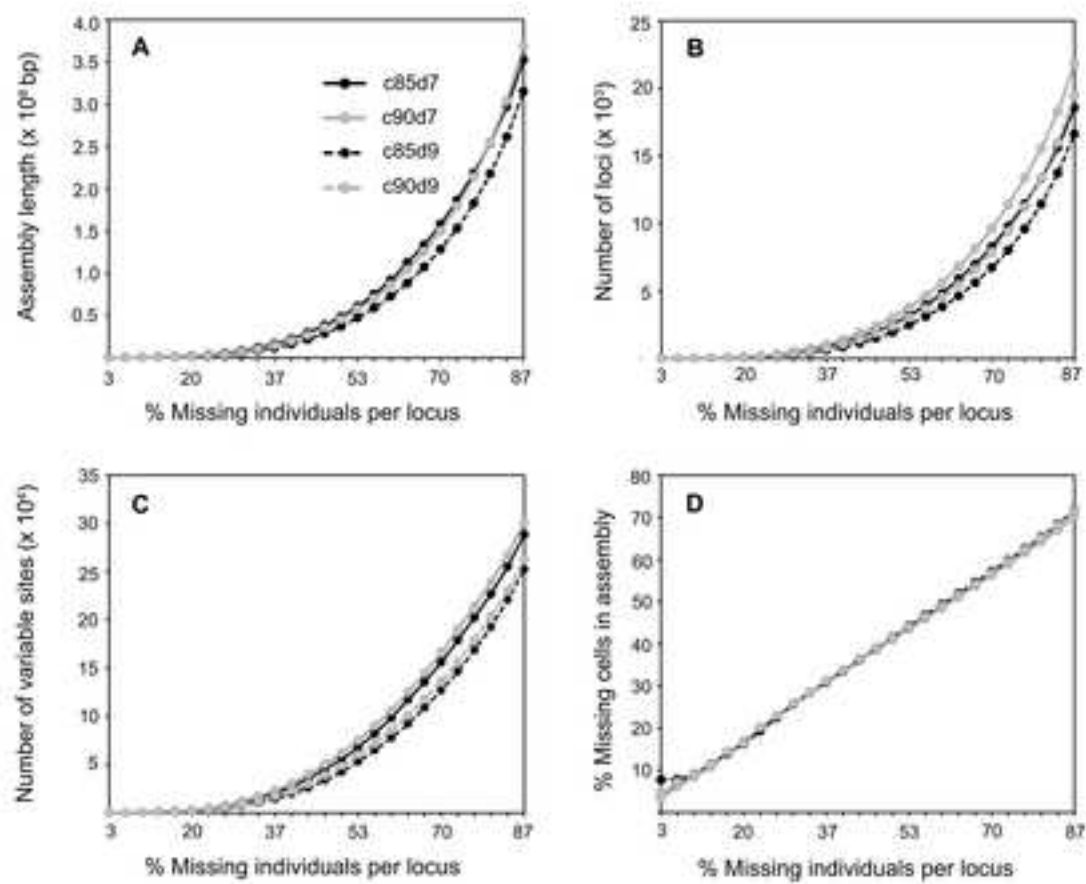 A
Assembly length (x 10⁶ bp)
4.0
3.5
3.0
2.5
2.0
1.5
1.0
0.5
c85d7
c90d7
c85d9
c90d9
3 20 37 53 70 87
% Missing individuals per locus
B
Number of loci (x 10³)
25
20
15
10
5
3 20 37 53 70 87
% Missing individuals per locus
C
Number of variable sites (x 10⁴)
35
30
25
20
15
10
5
3 20 37 53 70 87
% Missing individuals per locus
D
% Missing cells in assembly
80
70
60
50
40
30
20
10
3 20 37 53 70 87
% Missing individuals per locus